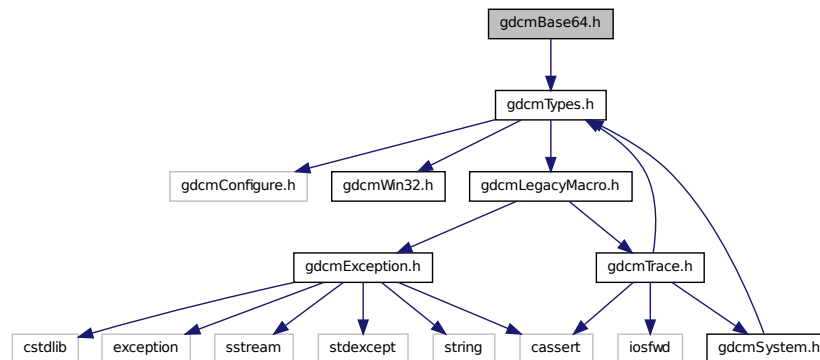 gdcmBase64.h
gdcmTypes.h
gdcmConfigure.h
gdcmWin32.h
gdcmLegacyMacro.h
gdcmException.h
gdcmTrace.h
cstdlib
exception
sstream
stdexcept
string
cassert
iosfwd
gdcmSystem.h